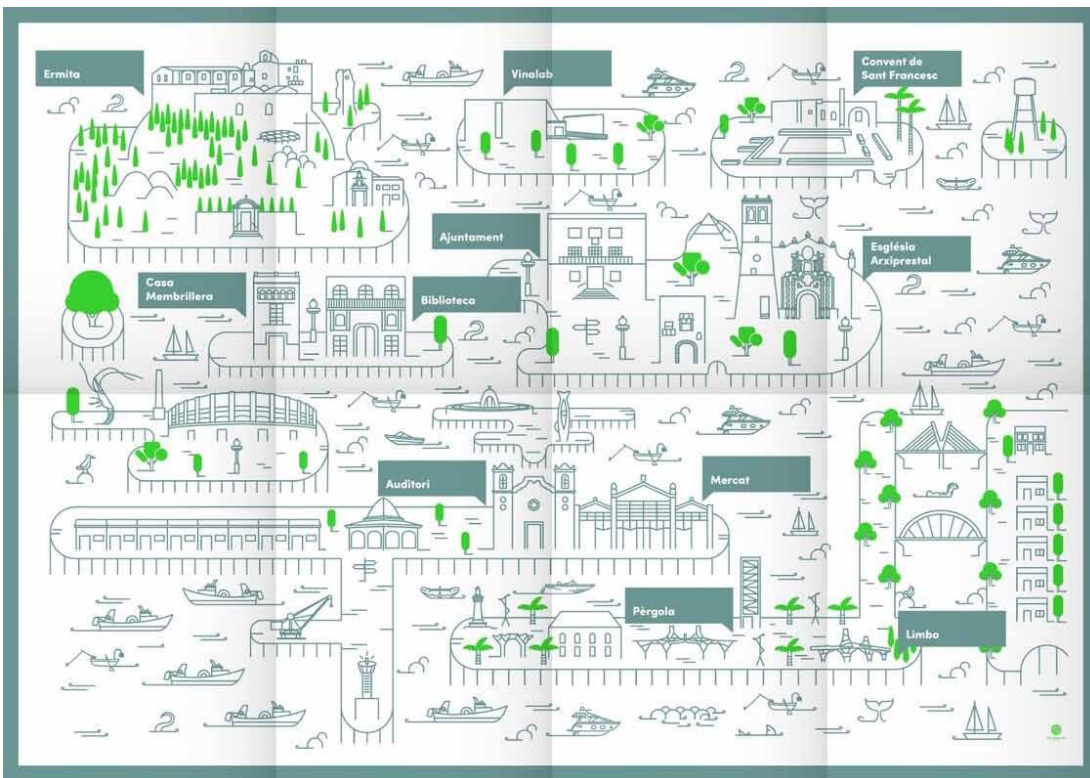 Ermita
Vinalab
Convent de
Sant Francesc
Ajuntament
Església
Arxiprestal
Casa
Membrillera
Biblioteca
Auditori
Mercat
Pèrgola
Limbo